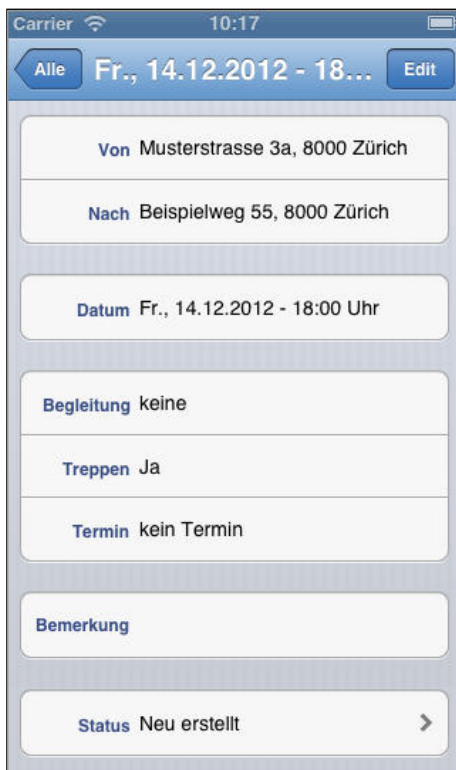 Carrier 10:17
Alle Fr., 14.12.2012 - 18... Edit
Von Musterstrasse 3a, 8000 Zürich
Nach Beispielweg 55, 8000 Zürich
Datum Fr., 14.12.2012 - 18:00 Uhr
Begleitung keine
Treppen Ja
Termin kein Termin
Bemerkung
Status Neu erstellt